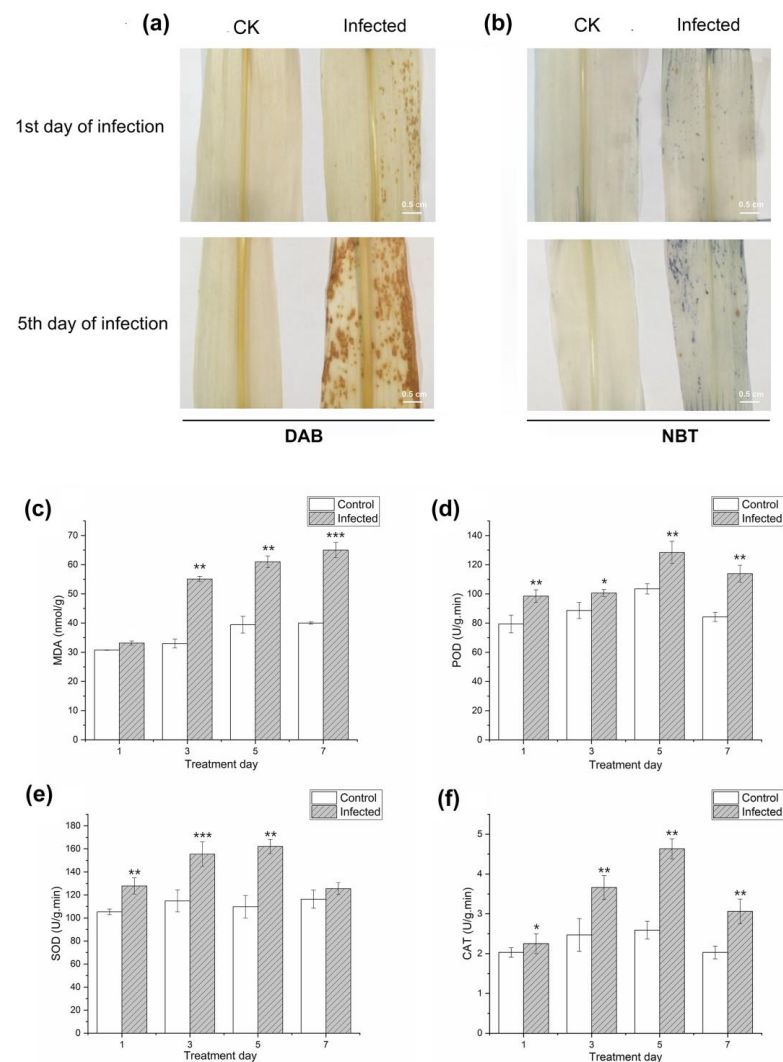 (a) CK Infected (b) CK Infected
1st day of infection
0.5 cm 0.5 cm
5th day of infection
0.5 cm 0.5 cm
DAB NBT
(c)
Control
Infected
MDA (nmol/g)
70
60
50
40
30
20
10
0
** ** ***
1 3 5 7
Treatment day
(d)
Control
Infected
POD (U/g.min)
140
120
100
80
60
40
20
0
** * ** **
1 3 5 7
Treatment day
(e)
Control
Infected
SOD (U/g.min)
180
160
140
120
100
80
60
40
20
0
** *** **
1 3 5 7
Treatment day
(f)
Control
Infected
CAT (U/g.min)
5
4
3
2
1
0
* ** ** **
1 3 5 7
Treatment day